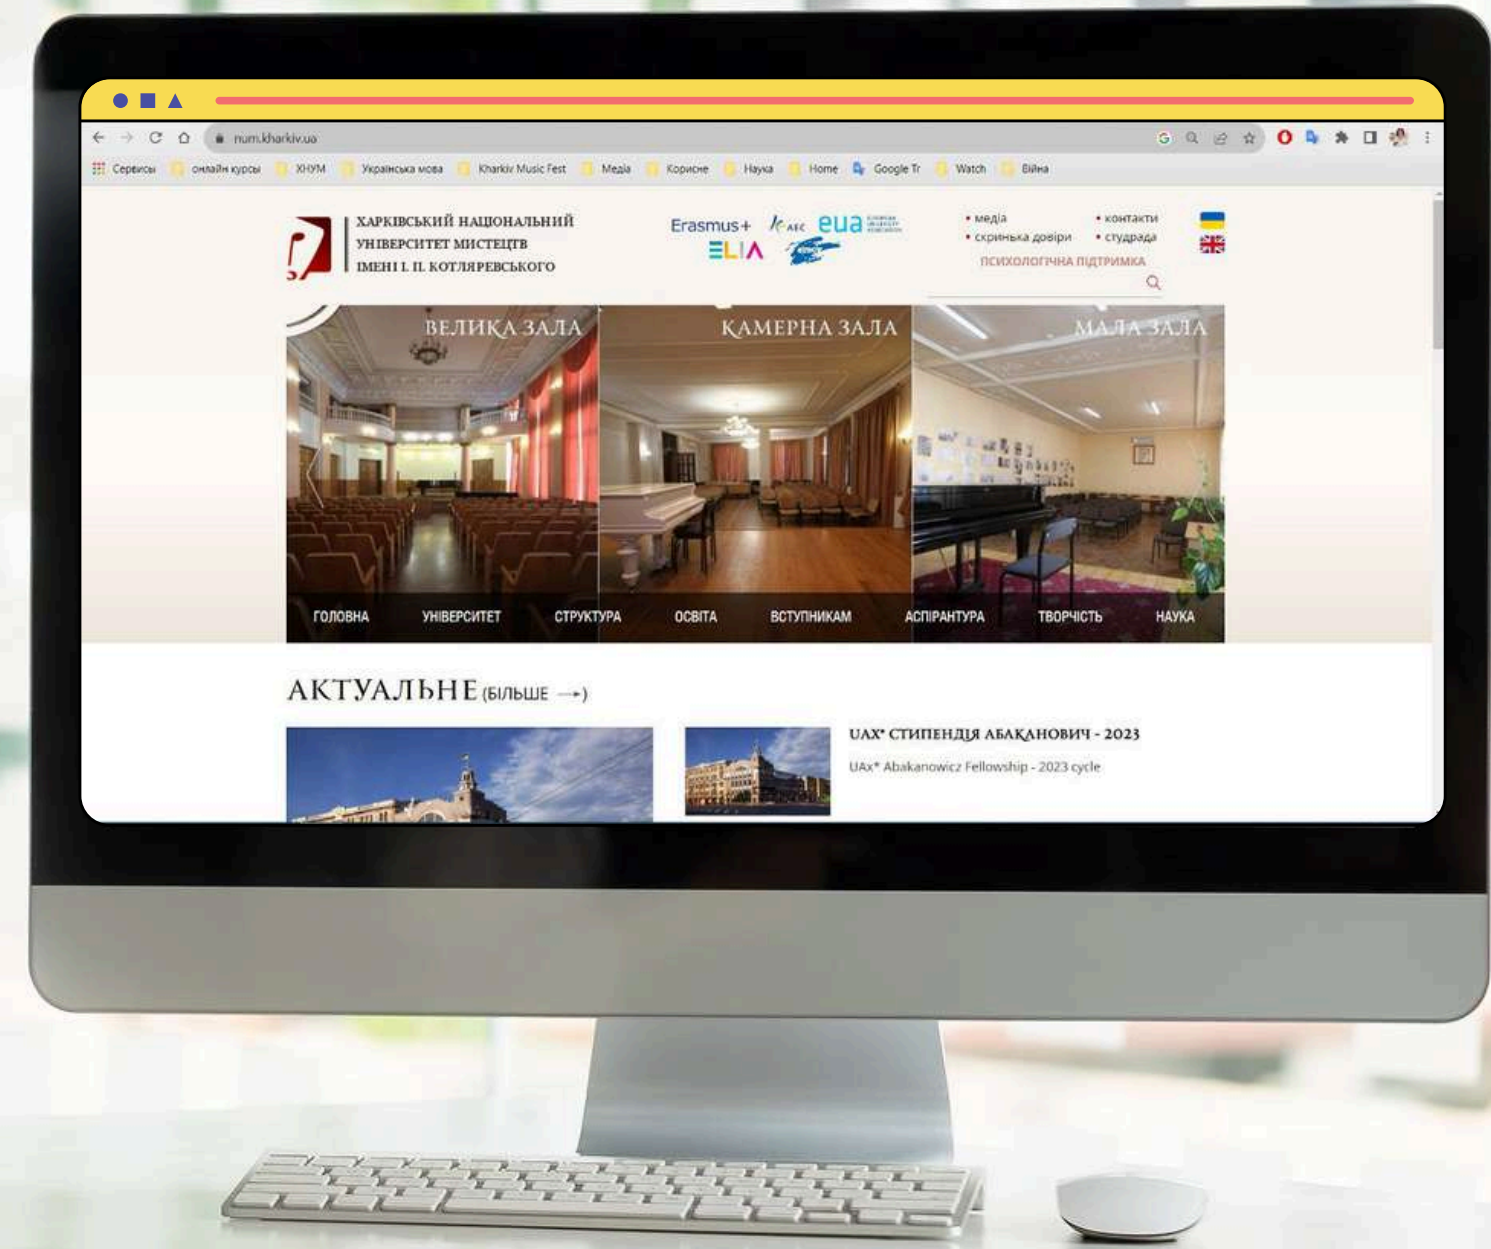 num.kharkiv.ua
Сервисы онлайн курсы ХНУМ Українська мова Kharkiv Music Fest Медіа Корисне Наука Home Google Tr Watch Війна
ХАРКІВСЬКИЙ НАЦІОНАЛЬНИЙ
УНІВЕРСИТЕТ МИСТЕЦТВ
ІМЕНІ І. П. КОТЛЯРЕВСЬКОГО
Erasmus+ AEC eua
ELIA
• медіа • контакти
• скринька довіри • студрада
ПСИХОЛОГІЧНА ПІДТРИМКА
ВЕЛИКА ЗАЛА КАМЕРНА ЗАЛА МАЛА ЗАЛА
ГОЛОВНА УНІВЕРСИТЕТ СТРУКТУРА ОСВІТА ВСТУПНИКАМ АСПІРАНТУРА ТВОРЧІСТЬ НАУКА
АКТУАЛЬНЕ (БІЛЬШЕ →)
UAX* СТИПЕНДІЯ АБАКАНОВИЧ - 2023
UAx* Abakanowicz Fellowship - 2023 cycle